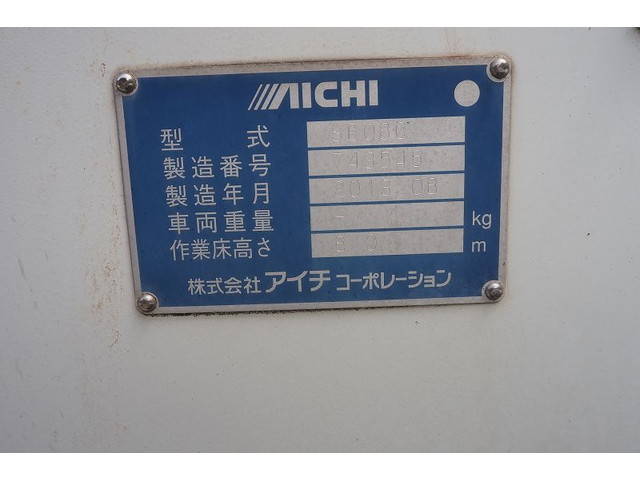 AICHI
型式
製造番号 743545
製造年月 2013.08
車両重量 - kg
作業床高さ m
株式会社アイチコーポレーション